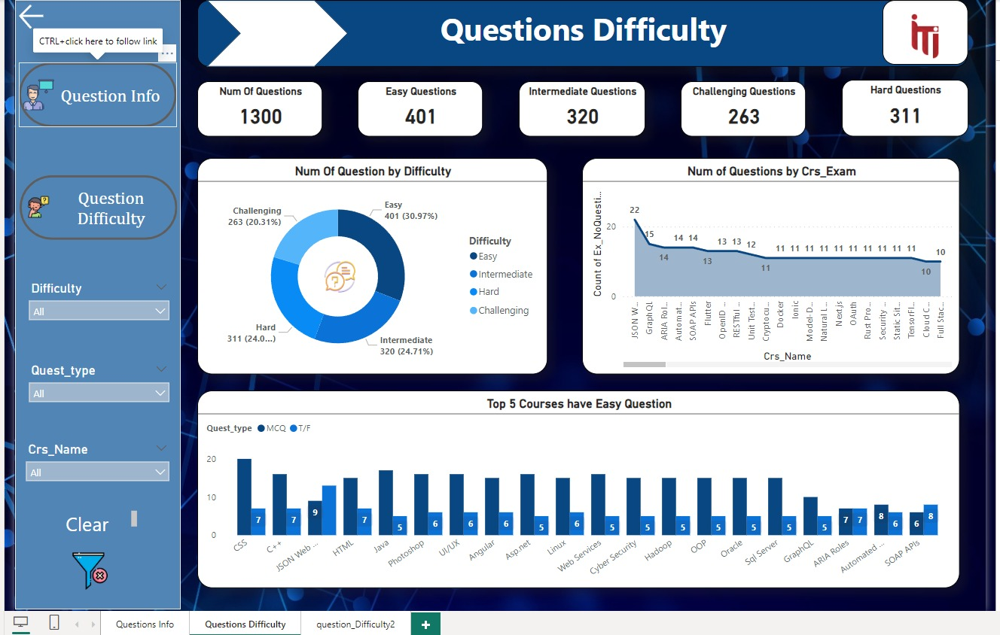 CTRL+click here to follow link
...
Question Info
Question
Difficulty
Difficulty
All
Quest_type
All
Crs_Name
All
Clear
Questions Difficulty
iTi
Num Of Questions
1300
Easy Questions
401
Intermediate Questions
320
Challenging Questions
263
Hard Questions
311
Num Of Question by Difficulty
Challenging
263 (20.31%)
Easy
401 (30.97%)
Hard
311 (24.0...)
Intermediate
320 (24.71%)
Difficulty
Easy
Intermediate
Hard
Challenging
Num of Questions by Crs_Exam
Count of Ex_NoQuesti...
20
0
22
15
14
14
14
13
13
13
12
11
11
11
11
11
11
11
11
11
11
11
10
10
JSON W...
GraphQL
ARIA Rol...
Automat...
SOAP APIs
Flutter
OpenID ...
RESTful ...
Unit Test...
Cryptocu...
Docker
Ionic
Model-D...
Natural L...
Next.js
OAuth
Rust Pro...
Security ...
Static Sit...
TensorFl...
Cloud C...
Full Stac...
Crs_Name
Top 5 Courses have Easy Question
Quest_type MCQ T/F
20
10
0
7
7
9
7
5
6
6
6
5
6
5
5
5
5
5
5
5
7 7
8 6
6 8
CSS
C++
JSON Web ...
HTML
Java
Photoshop
UI/UX
Angular
Asp.net
Linux
Web Services
Cyber Security
Hadoop
OOP
Oracle
Sql Server
GraphQL
ARIA Roles
Automated ...
SOAP APIs
Questions Info
Questions Difficulty
question_Difficulty2
+